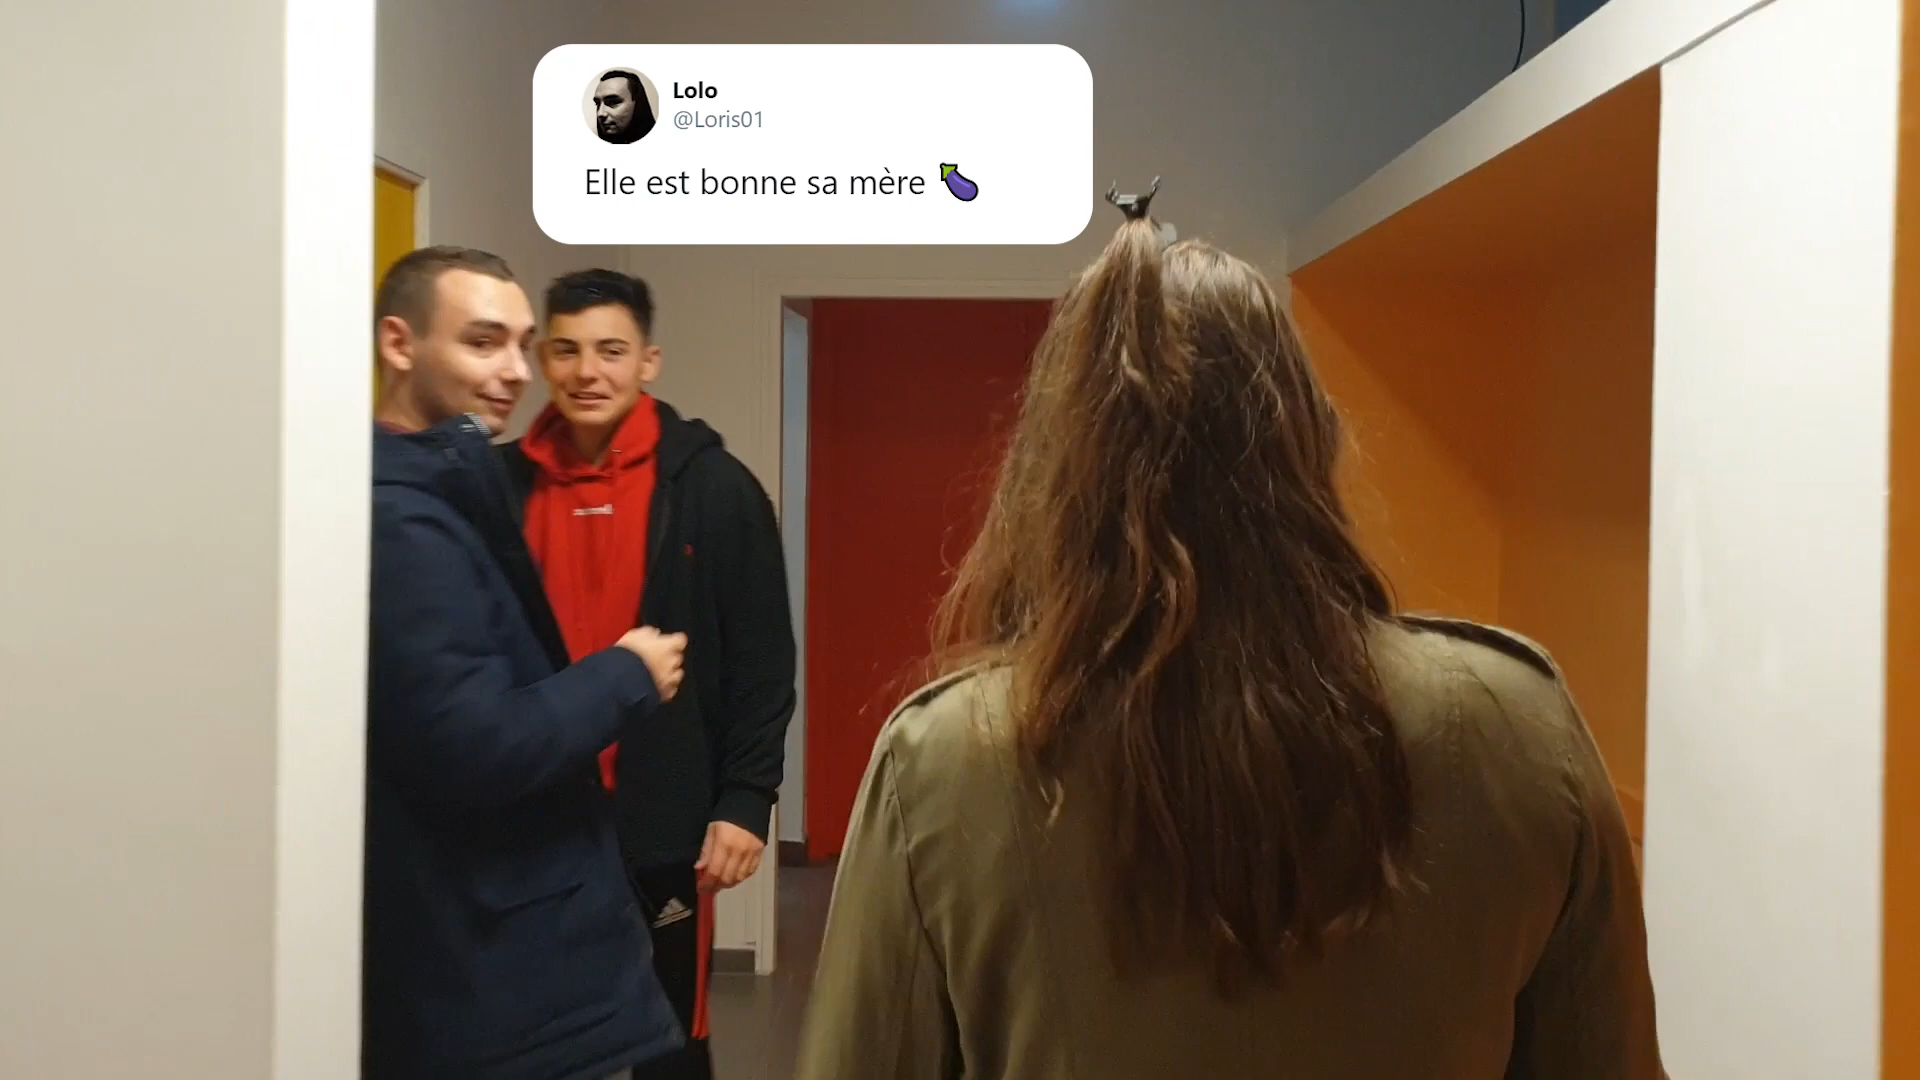 Lolo
@Loris01
Elle est bonne sa mère 🍆